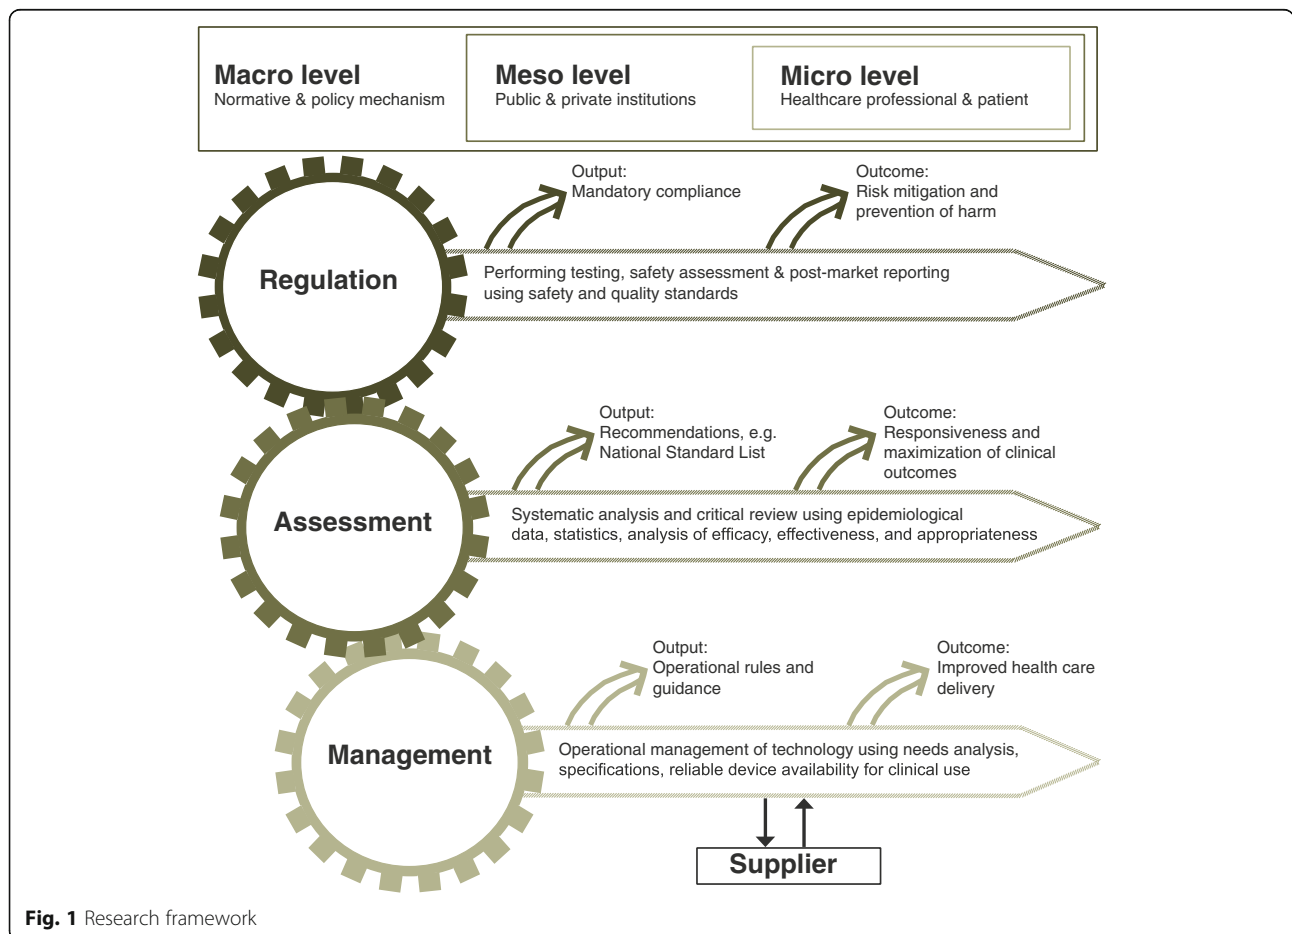 Macro level
Normative & policy mechanism
Meso level
Public & private institutions
Micro level
Healthcare professional & patient
Output:
Mandatory compliance
Outcome:
Risk mitigation and
prevention of harm
Regulation
Performing testing, safety assessment & post-market reporting
using safety and quality standards
Output:
Recommendations, e.g.
National Standard List
Outcome:
Responsiveness and
maximization of clinical
outcomes
Assessment
Systematic analysis and critical review using epidemiological
data, statistics, analysis of efficacy, effectiveness, and appropriateness
Output:
Operational rules and
guidance
Outcome:
Improved health care
delivery
Management
Operational management of technology using needs analysis,
specifications, reliable device availability for clinical use
Supplier
Fig. 1 Research framework